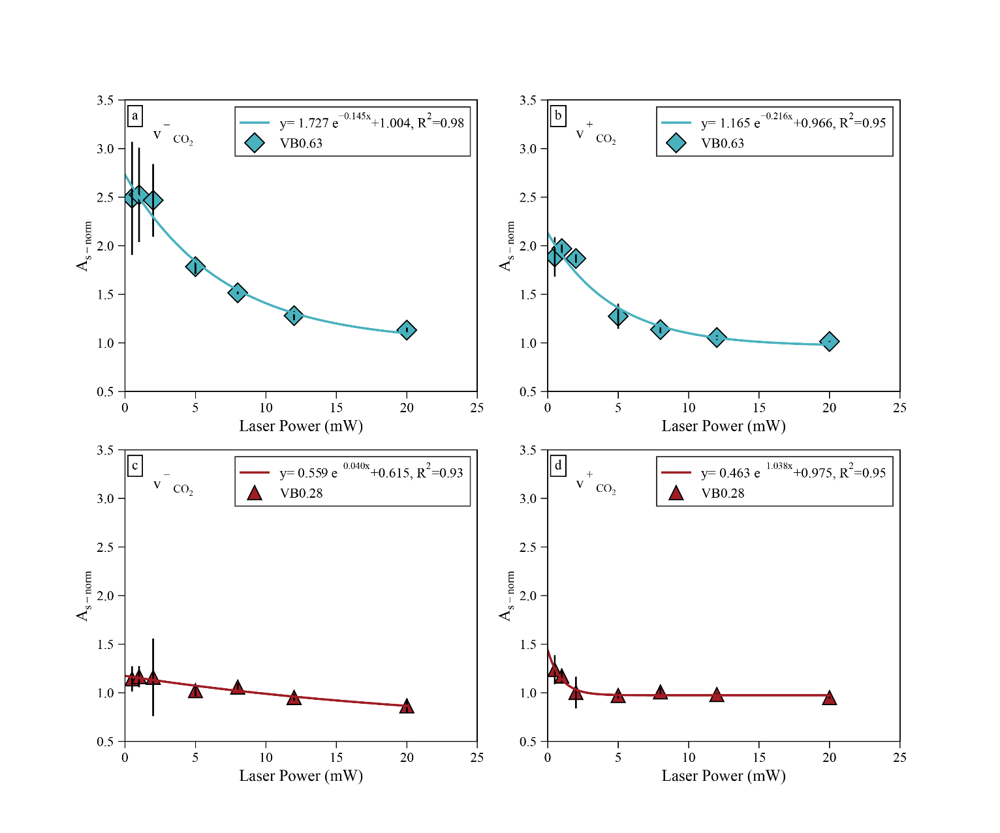 a
ν⁻CO₂
y= 1.727 e^−0.145x+1.004, R²=0.98
VB0.63
3.5
3.0
2.5
2.0
1.5
1.0
0.5
A s−norm
0 5 10 15 20 25
Laser Power (mW)
b
ν⁺CO₂
y= 1.165 e^−0.216x+0.966, R²=0.95
VB0.63
3.5
3.0
2.5
2.0
1.5
1.0
0.5
A s−norm
0 5 10 15 20 25
Laser Power (mW)
c
ν⁻CO₂
y= 0.559 e^0.040x+0.615, R²=0.93
VB0.28
3.5
3.0
2.5
2.0
1.5
1.0
0.5
A s−norm
0 5 10 15 20 25
Laser Power (mW)
d
ν⁺CO₂
y= 0.463 e^1.038x+0.975, R²=0.95
VB0.28
3.5
3.0
2.5
2.0
1.5
1.0
0.5
A s−norm
0 5 10 15 20 25
Laser Power (mW)